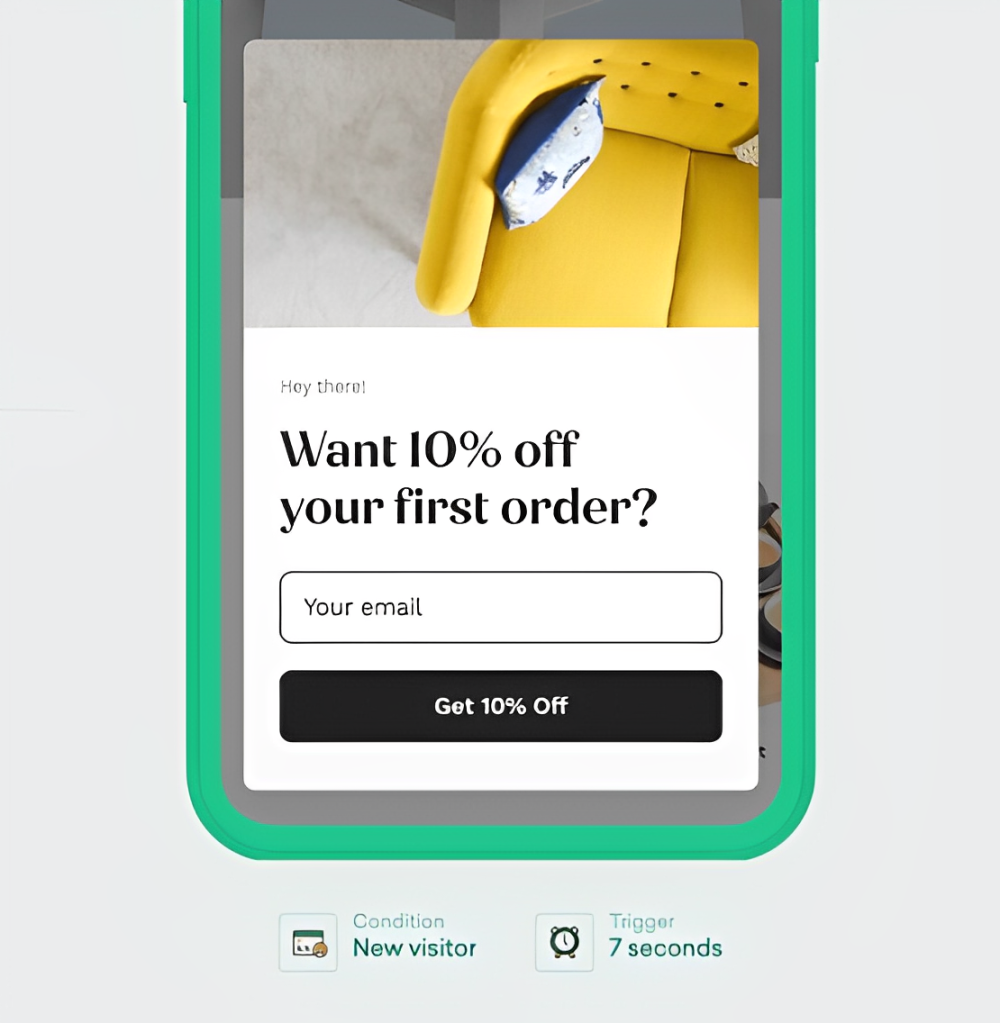 Hey there!
Want 10% off
your first order?
Your email
Get 10% Off
Condition
New visitor
Trigger
7 seconds